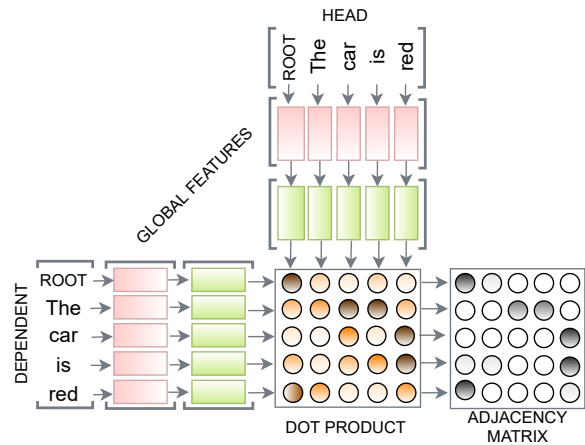 HEAD
ROOT
The
car
is
red
GLOBAL FEATURES
DEPENDENT
ROOT
The
car
is
red
DOT PRODUCT
ADJACENCY
MATRIX